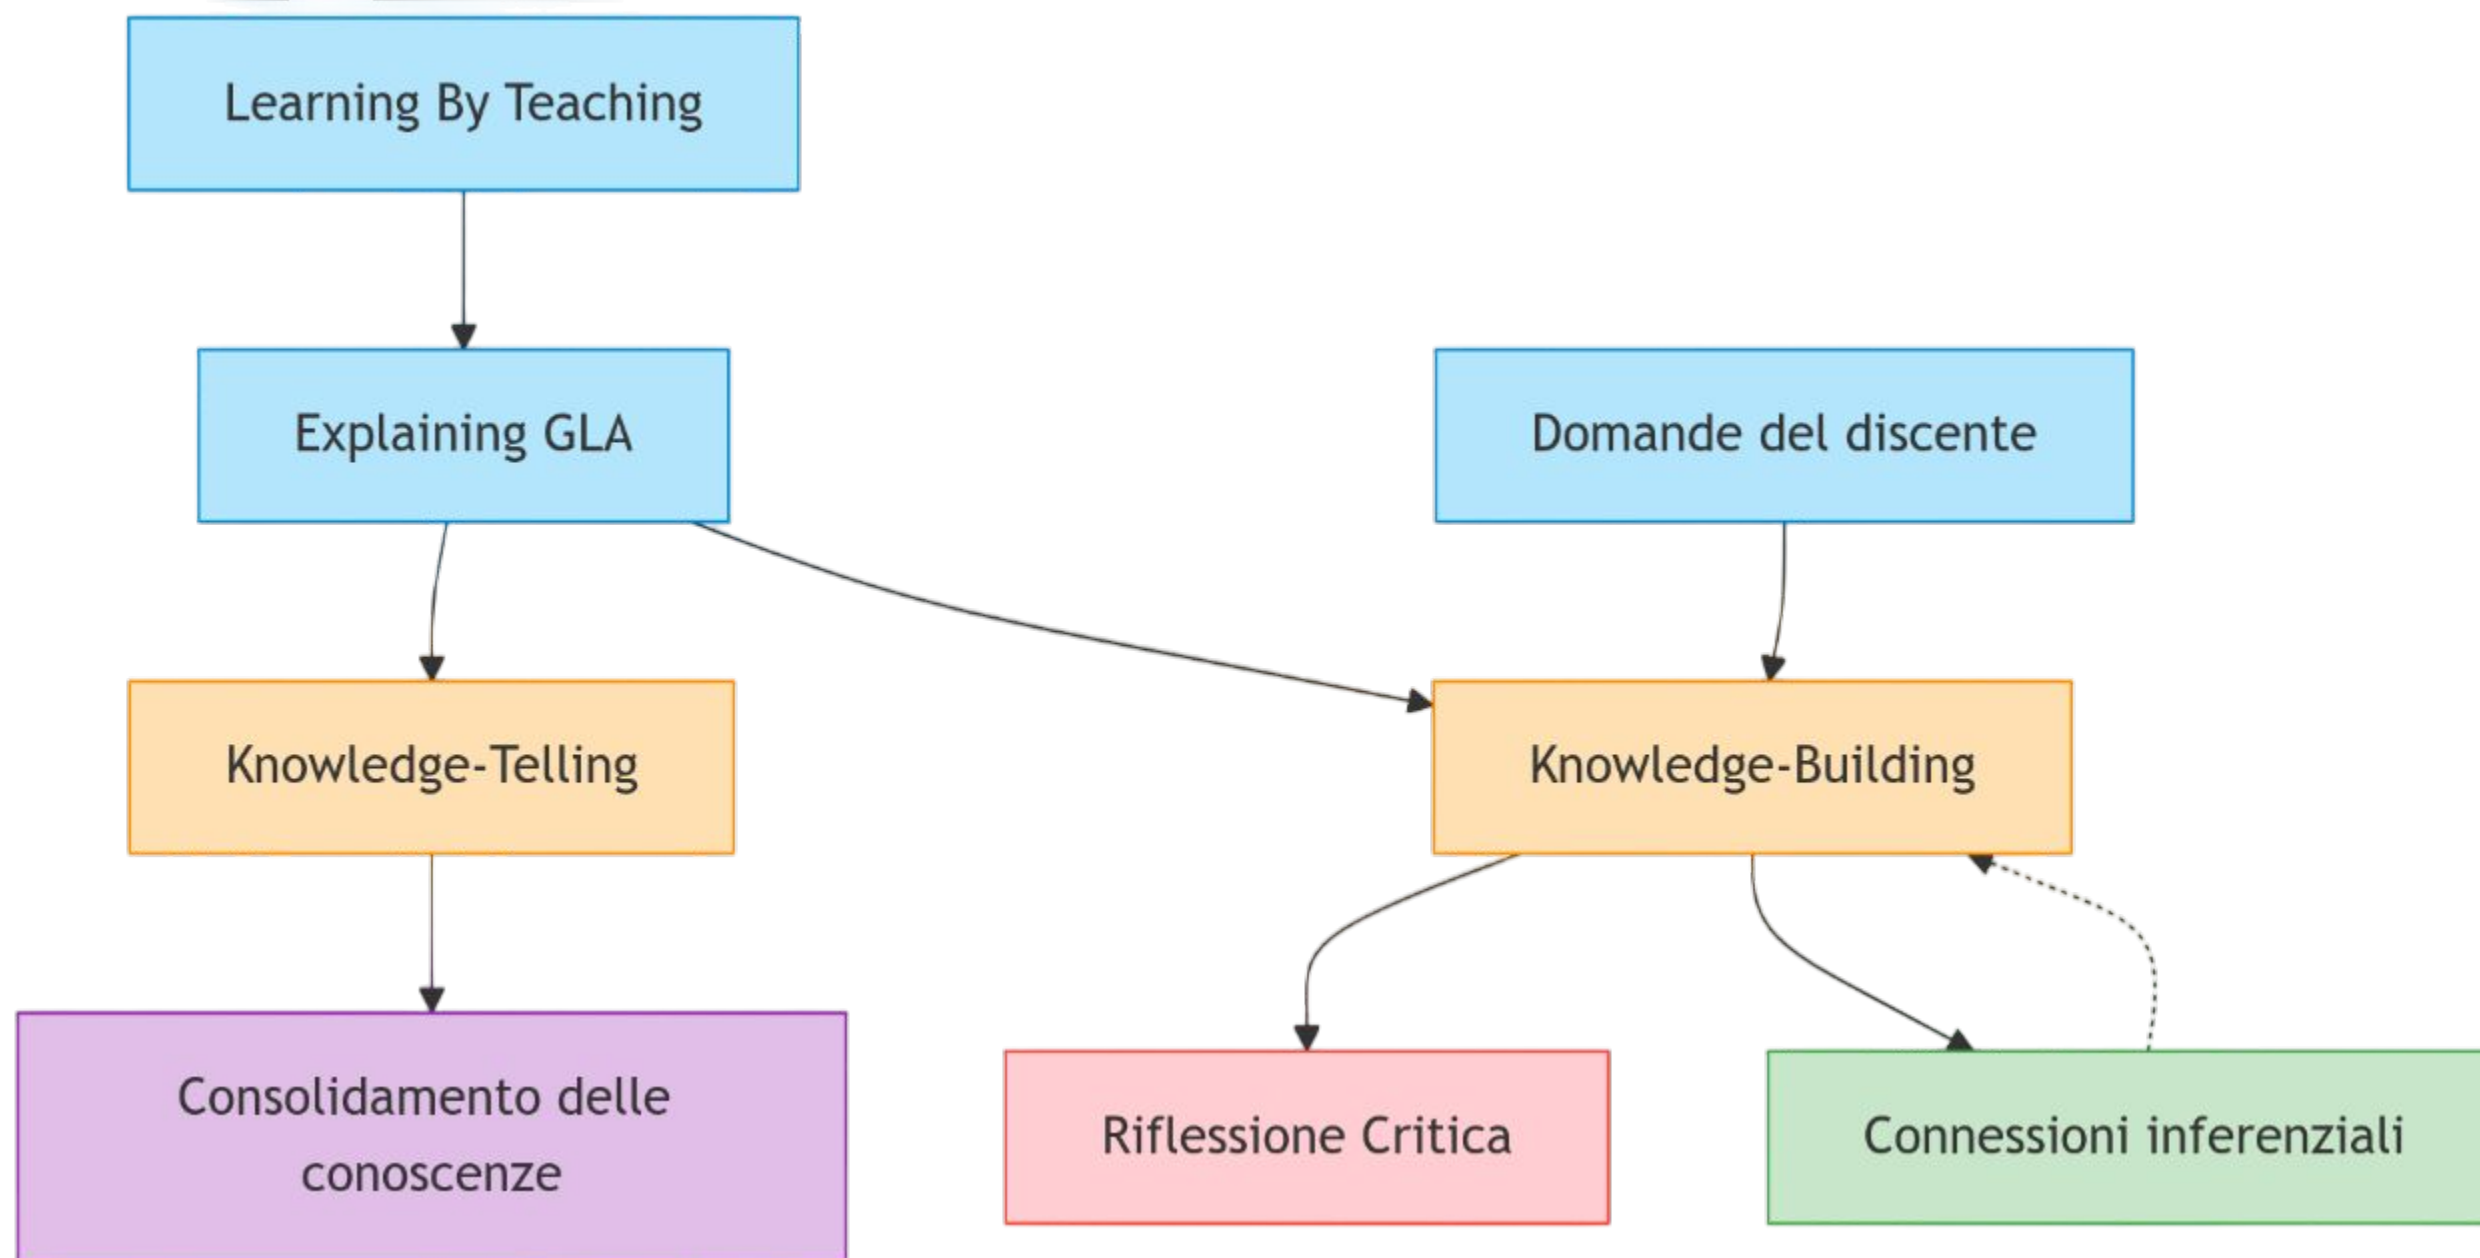 Learning By Teaching
Explaining GLA
Domande del discente
Knowledge-Telling
Knowledge-Building
Consolidamento delle
conoscenze
Riflessione Critica
Connessioni inferenziali